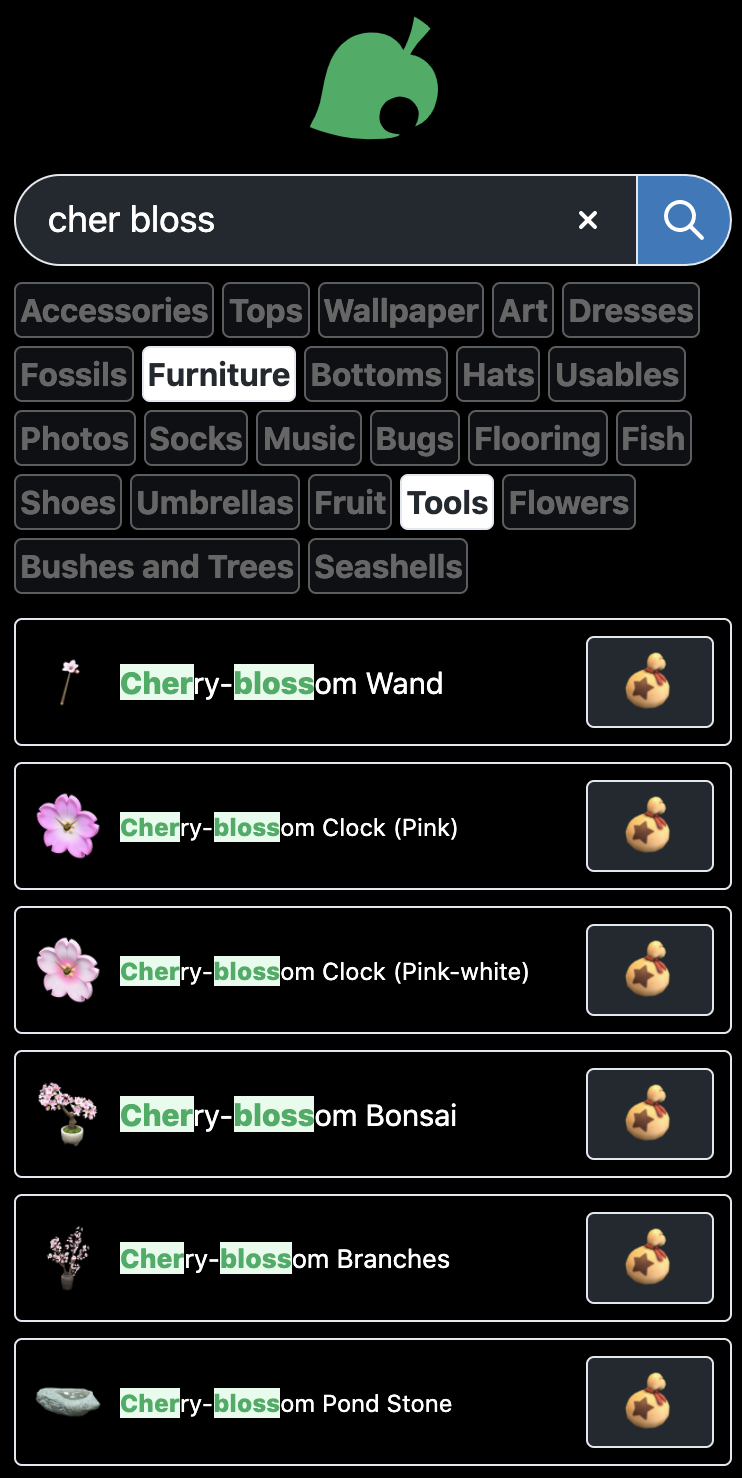 cher bloss
Accessories Tops Wallpaper Art Dresses
Fossils Furniture Bottoms Hats Usables
Photos Socks Music Bugs Flooring Fish
Shoes Umbrellas Fruit Tools Flowers
Bushes and Trees Seashells
Cherry-blossom Wand
Cherry-blossom Clock (Pink)
Cherry-blossom Clock (Pink-white)
Cherry-blossom Bonsai
Cherry-blossom Branches
Cherry-blossom Pond Stone